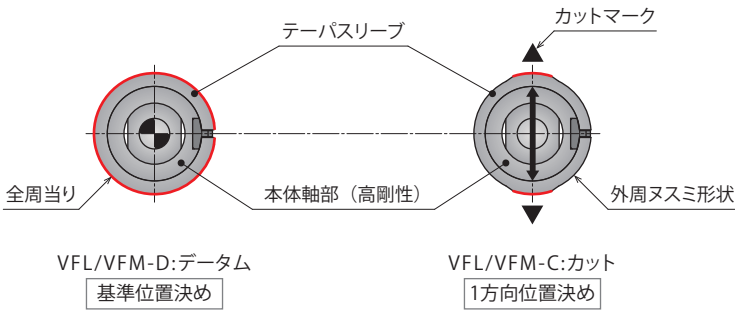 カットマーク
テーパスリーブ
全周当り
本体軸部（高剛性）
外周ヌスミ形状
VFL/VFM-D:データム
VFL/VFM-C:カット
基準位置決め
1方向位置決め